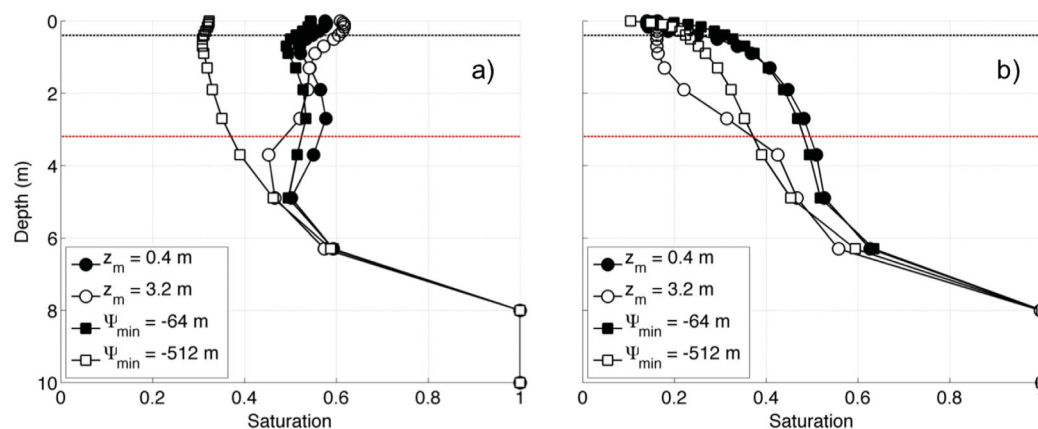 0
2
4
6
8
10
Depth (m)
a)
z_m = 0.4 m
z_m = 3.2 m
Ψ_min = -64 m
Ψ_min = -512 m
0 0.2 0.4 0.6 0.8 1
Saturation
b)
z_m = 0.4 m
z_m = 3.2 m
Ψ_min = -64 m
Ψ_min = -512 m
0 0.2 0.4 0.6 0.8 1
Saturation